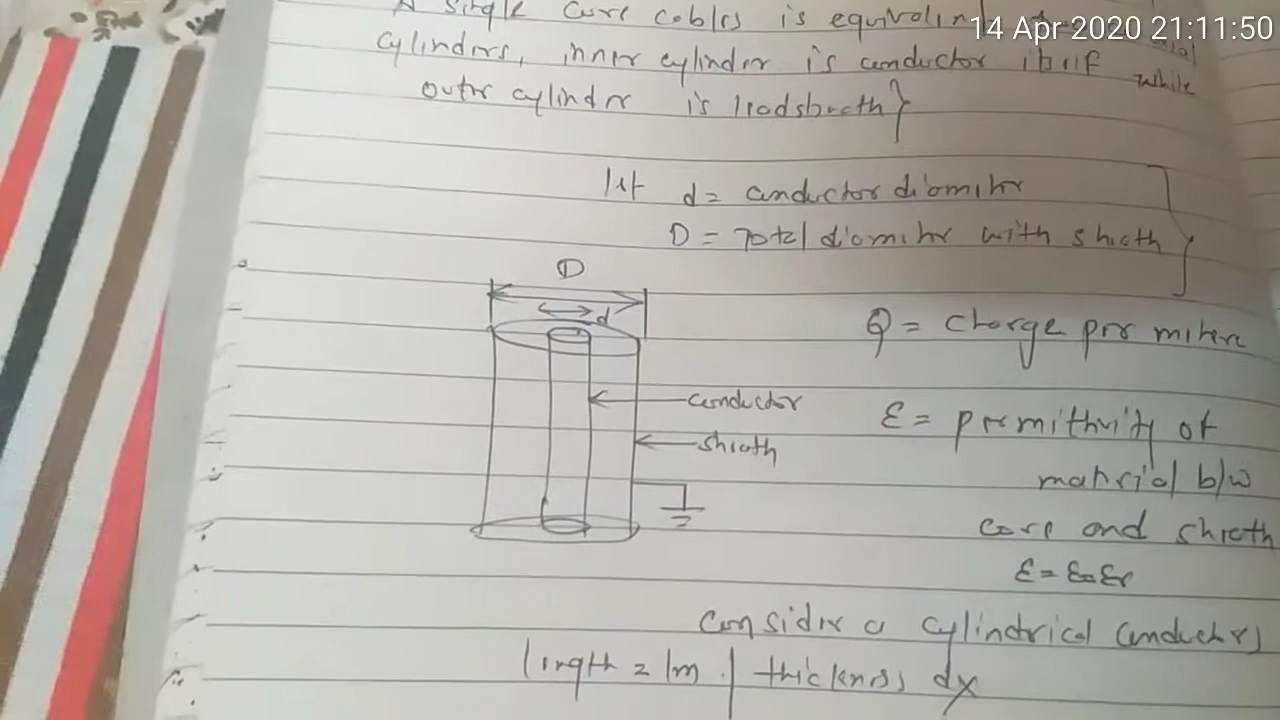 A single core cables is equivalent
14 Apr 2020 21:11:50
cylinders, inner cylinder is conductor itself while
outer cylinder is leadsheath}
let d = conductor diameter
D = Total diameter with sheath
D
d
Q = charge per metere
conductor
ε = permittivity of
sheath
material b/w
core and sheath
ε = ε₀εr
Consider a cylindrical conductor
length = 1m thickness dx